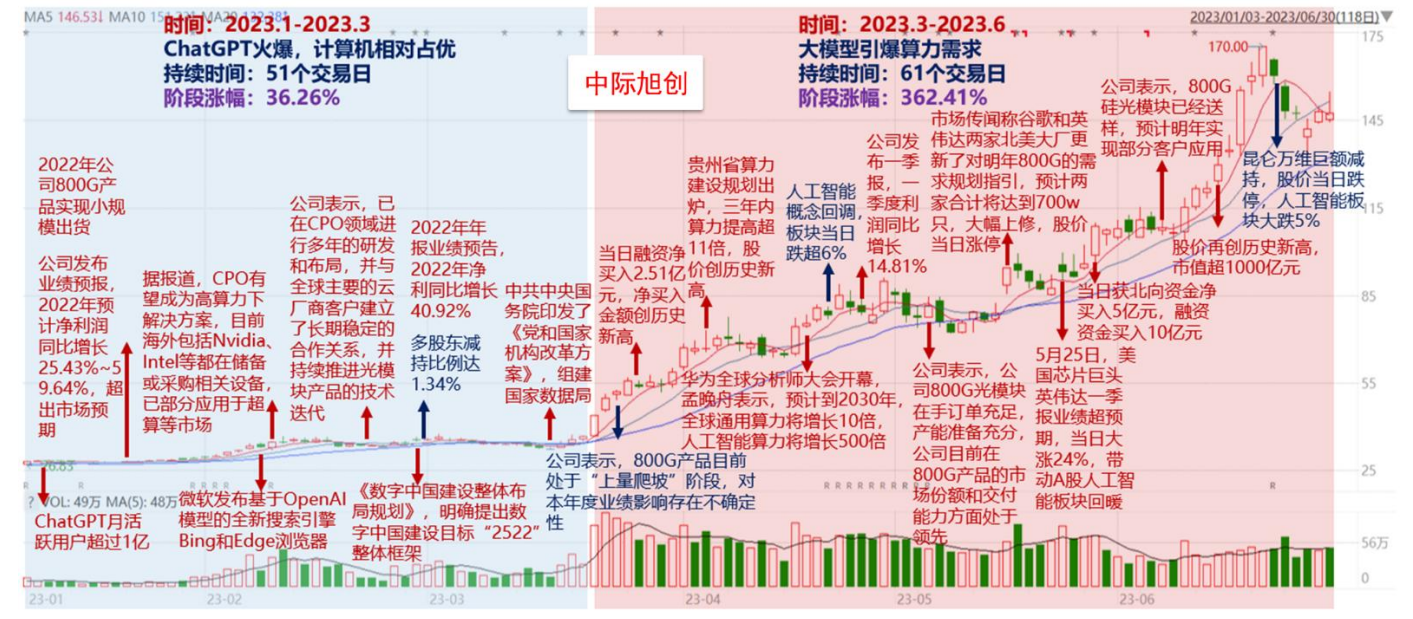 MA5 146.53↓ MA10 151
2023/01/03-2023/06/30(118日)▼
时间：2023.1-2023.3
ChatGPT火爆，计算机相对占优
持续时间：51个交易日
阶段涨幅：36.26%
中际旭创
时间：2023.3-2023.6
大模型引爆算力需求
持续时间：61个交易日
阶段涨幅：362.41%
170.00
175
145
115
85
55
25
2022年公
司800G产
品实现小规
模出货
公司发布
业绩预报，
2022年预
计净利润
同比增长
25.43%~5
9.64%，超
出市场预
期
据报道，CPO有
望成为高算力下
解决方案，目前
海外包括Nvidia、
Intel等都在储备
或采购相关设备，
已部分应用于超
算等市场
公司表示，已
在CPO领域进
行多年的研发
和布局，并与
全球主要的云
厂商客户建立
了长期稳定的
合作关系，并
持续推进光模
块产品的技术
迭代
2022年年
报业绩预告，
2022年净
利同比增长
40.92%
多股东减
持比例达
1.34%
中共中央国
务院印发了
《党和国家
机构改革方
案》，组建
国家数据局
当日融资净
买入2.51亿
元，净买入
金额创历史
新高
贵州省算力
建设规划出
炉，三年内
算力提高超
11倍，股
价创历史新
高
人工智能
概念回调，
板块当日
跌超6%
公司发
布一季
报，一
季度利
润同比
增长
14.81%
市场传闻称谷歌和英
伟达两家北美大厂更
新了对明年800G的需
求规划指引，预计两
家合计将达到700w
只，大幅上修，股价
当日涨停
公司表示，800G
硅光模块已经送
样，预计明年实
现部分客户应用
昆仑万维巨额减
持，股价当日跌
停，人工智能板
块大跌5%
股价再创历史新高，
市值超1000亿元
当日获北向资金净
买入5亿元，融资
资金买入10亿元
5月25日，美
国芯片巨头
英伟达一季
报业绩超预
期，当日大
涨24%，带
动A股人工智
能板块回暖
公司表示，公
司800G光模块
在手订单充足，
产能准备充分，
公司目前在
800G产品的市
场份额和交付
能力方面处于
领先
华为全球分析师大会开幕，
孟晚舟表示，预计到2030年，
全球通用算力将增长10倍，
人工智能算力将增长500倍
公司表示，800G产品目前
处于“上量爬坡”阶段，对
本年度业绩影响存在不确定
性
《数字中国建设整体布
局规划》，明确提出数
字中国建设目标“2522”
整体框架
微软发布基于OpenAI
模型的全新搜索引擎
Bing和Edge浏览器
ChatGPT月活
跃用户超过1亿
? VOL: 49万 MA(5): 48万
56万
0
23-01
23-02
23-03
23-04
23-05
23-06